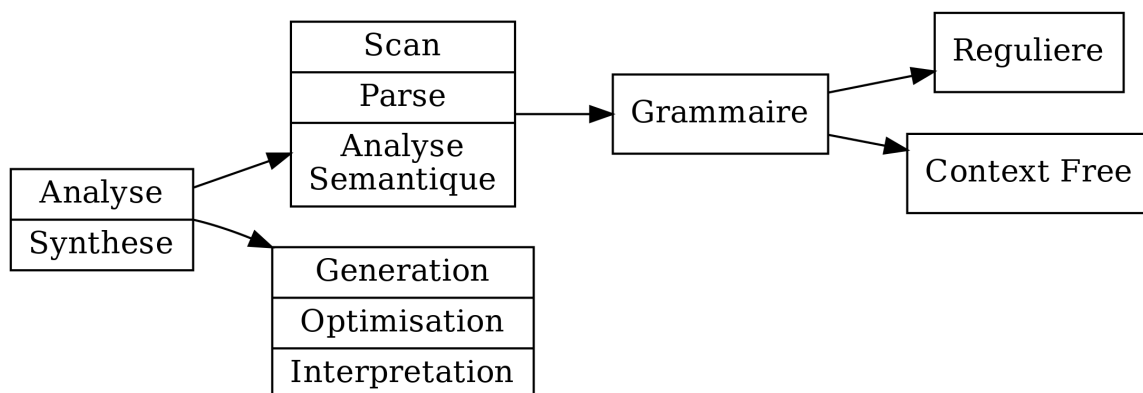 Analyse
Synthese
Scan
Parse
Analyse
Semantique
Generation
Optimisation
Interpretation
Grammaire
Reguliere
Context Free